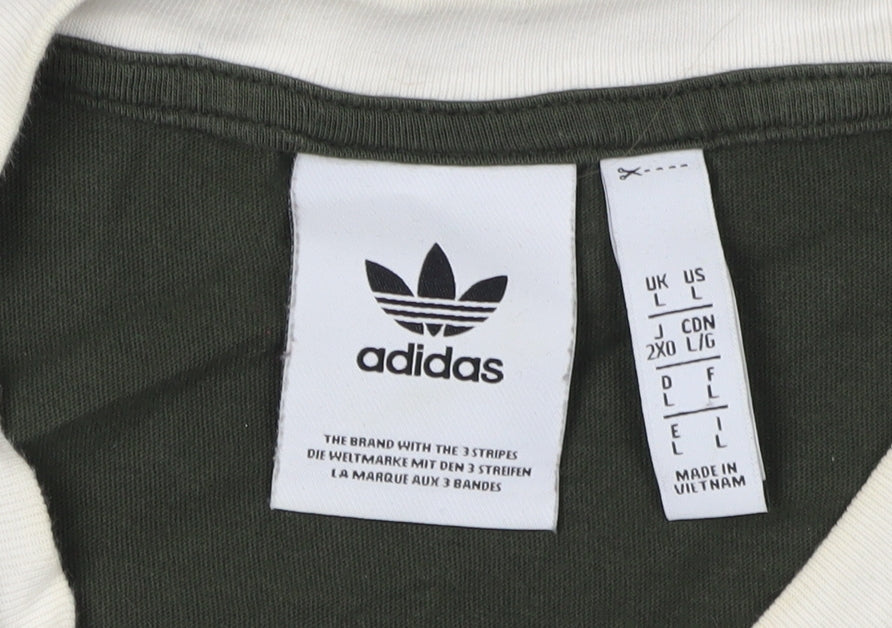 adidas
THE BRAND WITH THE 3 STRIPES
DIE WELTMARKE MIT DEN 3 STREIFEN
LA MARQUE AUX 3 BANDES
UK US
L L
J CDN
2XO L/G
D F
L L
E I
L L
MADE IN
VIETNAM